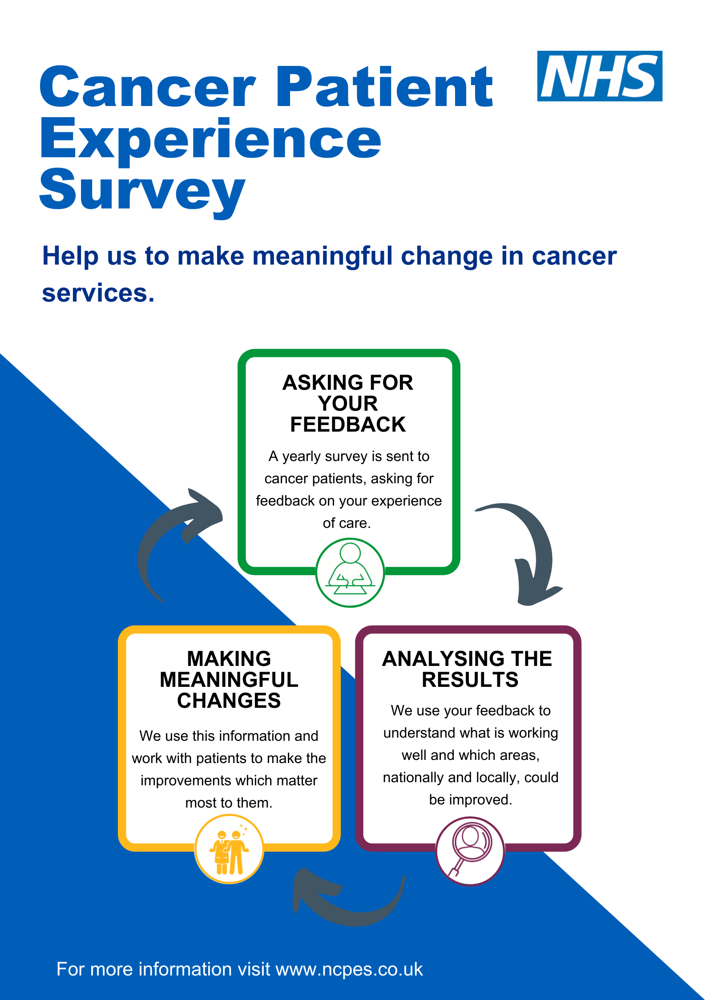 Cancer Patient
Experience
Survey
NHS
Help us to make meaningful change in cancer
services.
ASKING FOR
YOUR
FEEDBACK
A yearly survey is sent to
cancer patients, asking for
feedback on your experience
of care.
ANALYSING THE
RESULTS
We use your feedback to
understand what is working
well and which areas,
nationally and locally, could
be improved.
MAKING
MEANINGFUL
CHANGES
We use this information and
work with patients to make the
improvements which matter
most to them.
For more information visit www.ncpes.co.uk